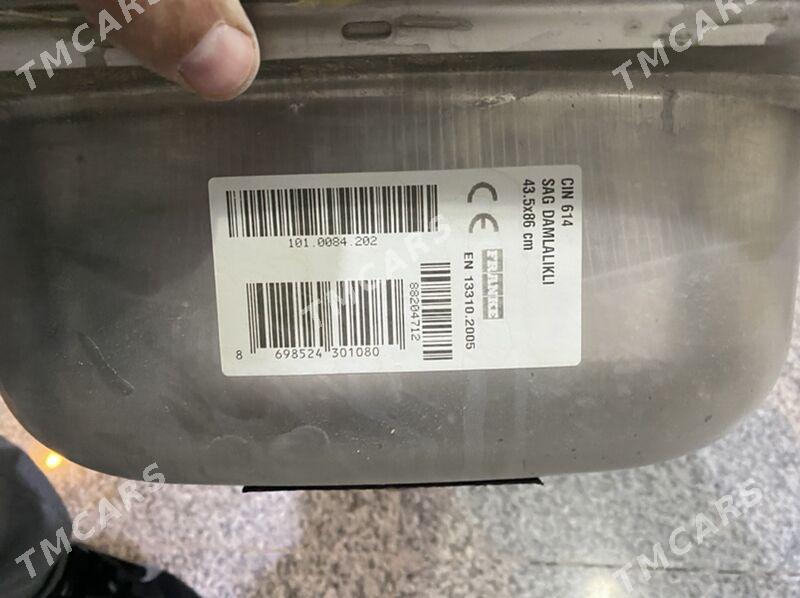 TMCARS
TMCARS
CIN 614
SAG DAMLALIKLI
43.5x86 cm
CE
FRANKE
EN 13310.2005
101.0084.202
88204712
8 698524 301080
TMCARS
TMCARS
TMCARS